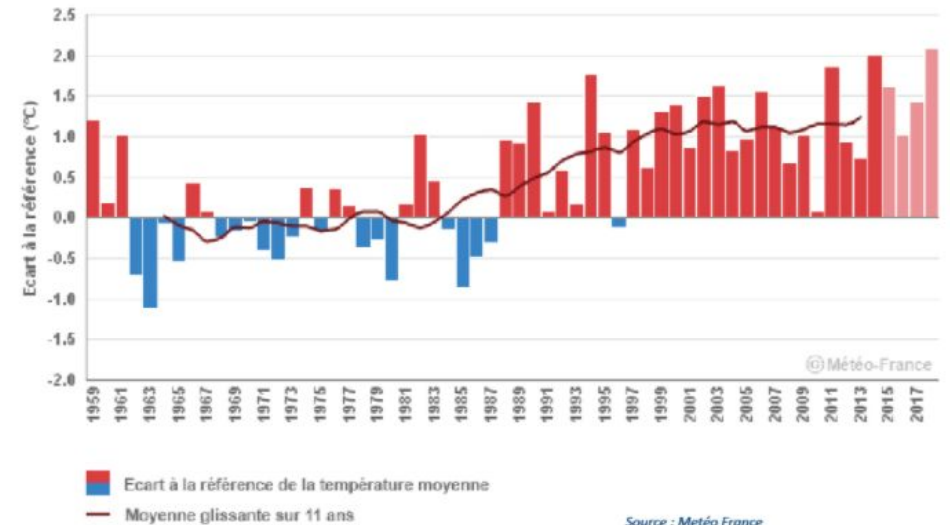 Ecart à la référence (°C)
2.5
2.0
1.5
1.0
0.5
0.0
-0.5
-1.0
-1.5
-2.0
©Météo-France
1959 1961 1963 1965 1967 1969 1971 1973 1975 1977 1979 1981 1983 1985 1987 1989 1991 1993 1995 1997 1999 2001 2003 2005 2007 2009 2011 2013 2015 2017
Ecart à la référence de la température moyenne
Moyenne glissante sur 11 ans
Source : Metéo France